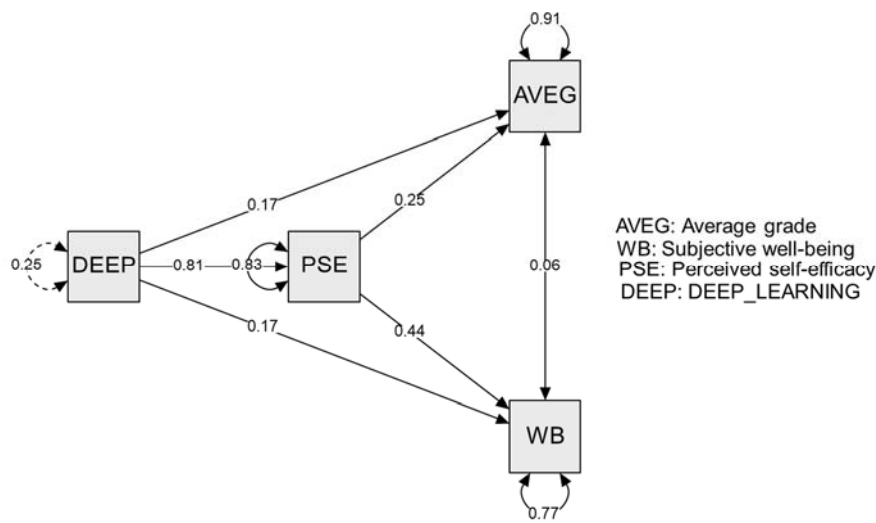 0.91
AVEG
0.17
0.25
0.25
DEEP
0.81
0.83
PSE
0.06
0.17
0.44
WB
0.77
AVEG: Average grade
WB: Subjective well-being
PSE: Perceived self-efficacy
DEEP: DEEP_LEARNING